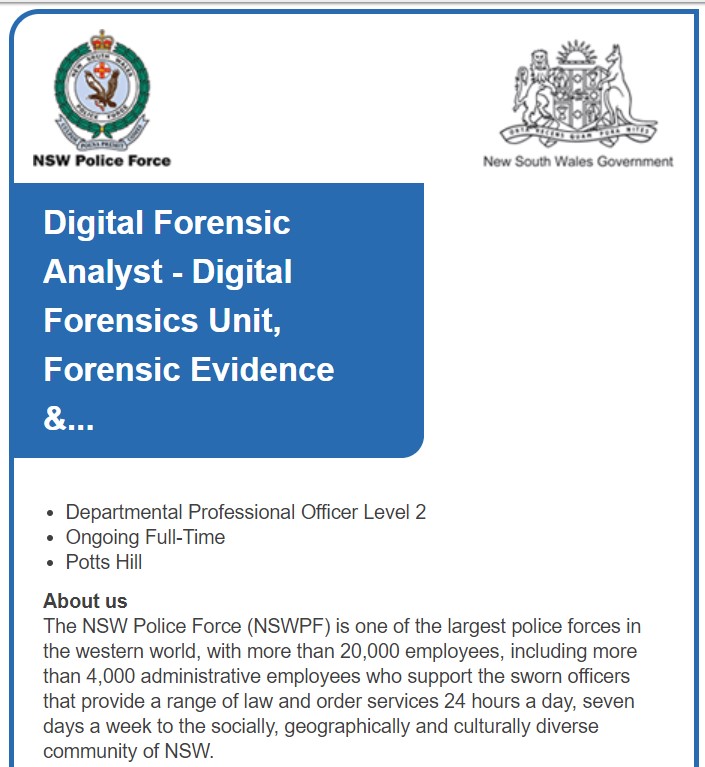 NEW SOUTH WALES
POLICE FORCE
CULPAM POENA PREMIT COMES
NSW Police Force
ORTA RECENS QUAM PURA NITES
New South Wales Government
Digital Forensic
Analyst - Digital
Forensics Unit,
Forensic Evidence
&...
• Departmental Professional Officer Level 2
• Ongoing Full-Time
• Potts Hill
About us
The NSW Police Force (NSWPF) is one of the largest police forces in
the western world, with more than 20,000 employees, including more
than 4,000 administrative employees who support the sworn officers
that provide a range of law and order services 24 hours a day, seven
days a week to the socially, geographically and culturally diverse
community of NSW.